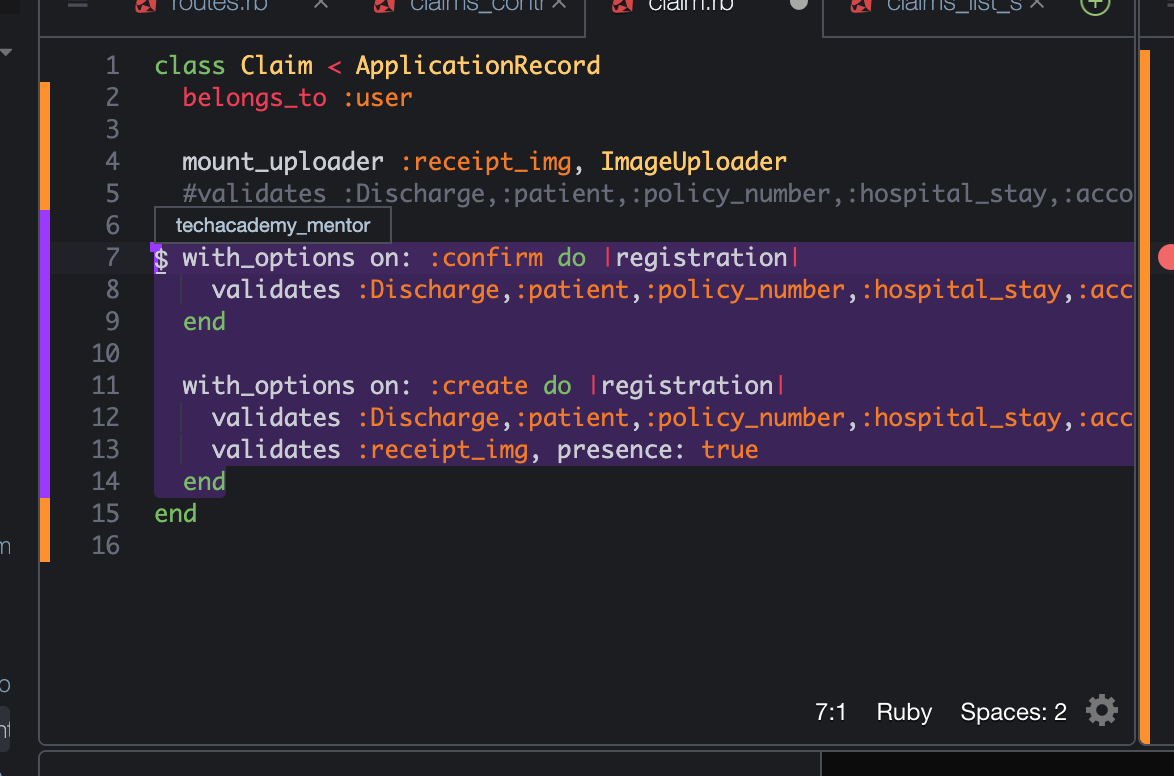 routes.rb
claims_contr
claim.rb
claims_list_s
1 class Claim < ApplicationRecord
2 belongs_to :user
3
4 mount_uploader :receipt_img, ImageUploader
5 #validates :Discharge,:patient,:policy_number,:hospital_stay,:acco
6 techacademy_mentor
7 $ with_options on: :confirm do |registration|
8 validates :Discharge,:patient,:policy_number,:hospital_stay,:acc
9 end
10
11 with_options on: :create do |registration|
12 validates :Discharge,:patient,:policy_number,:hospital_stay,:acc
13 validates :receipt_img, presence: true
14 end
15 end
16
7:1 Ruby Spaces: 2